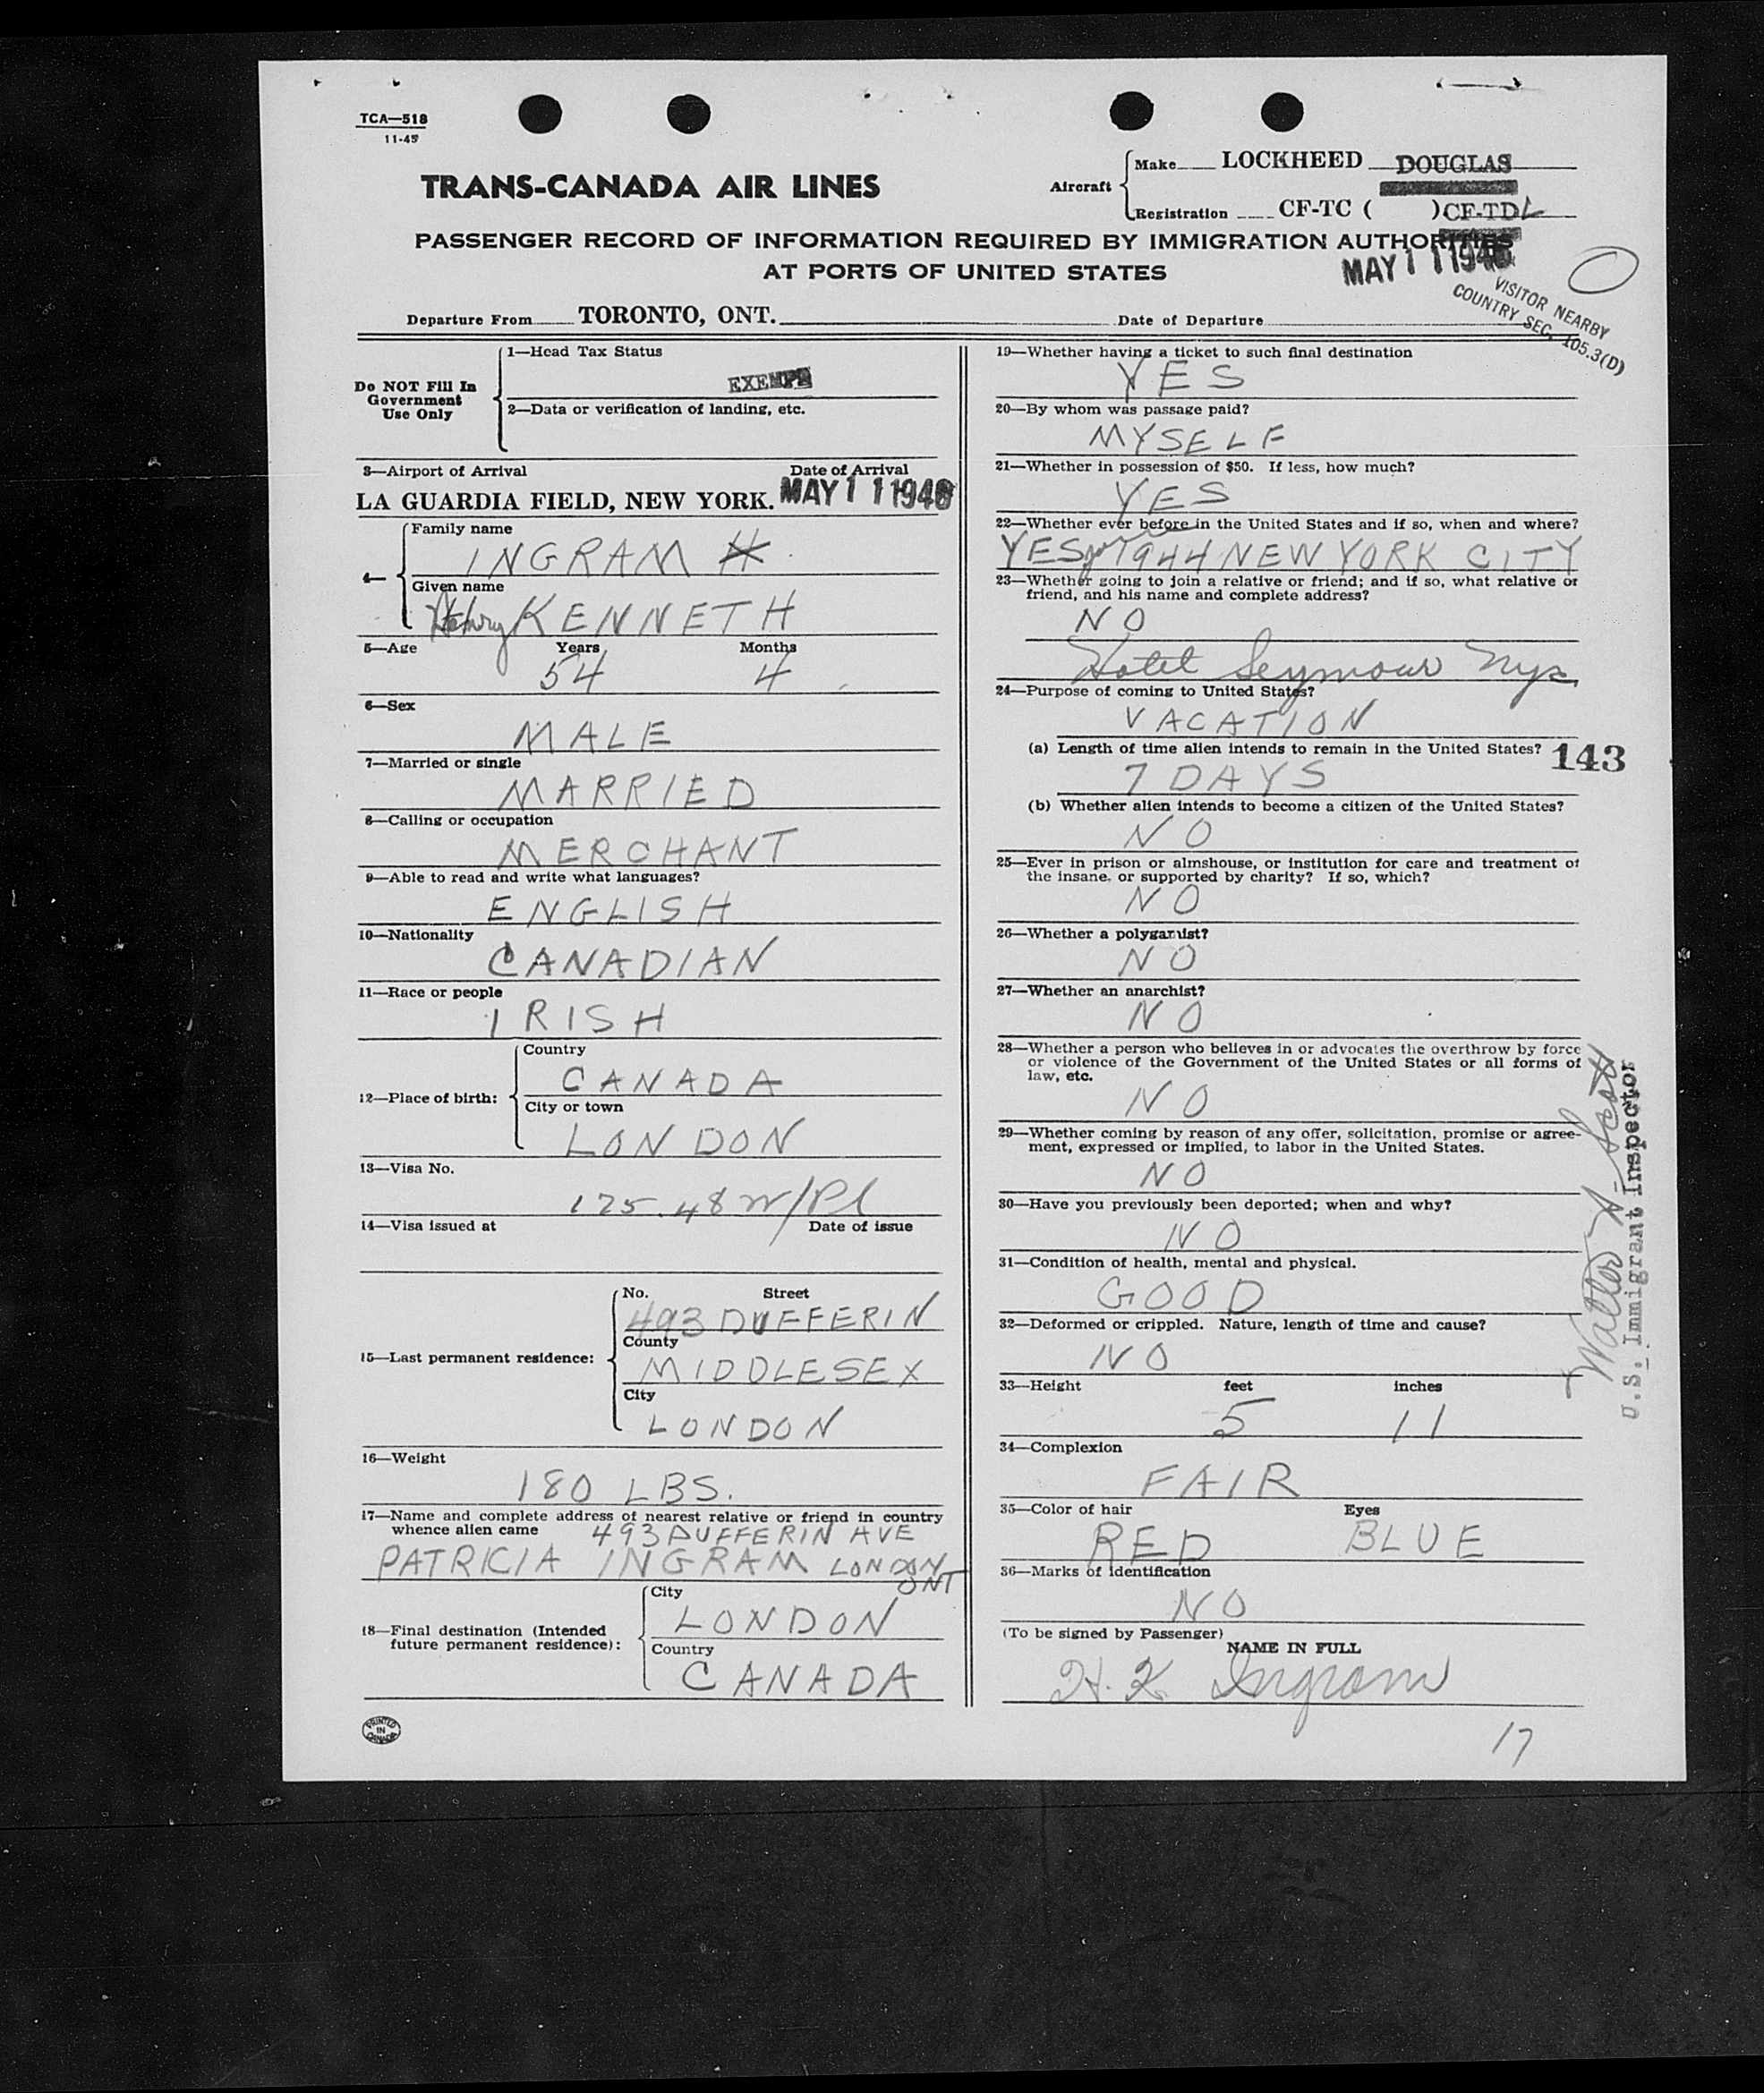 TCA—518
11-45
TRANS-CANADA AIR LINES
Aircraft
Make LOCKHEED DOUGLAS
Registration CF-TC ( )CF-TDL
PASSENGER RECORD OF INFORMATION REQUIRED BY IMMIGRATION AUTHORITIES
AT PORTS OF UNITED STATES
MAY 11 1946
VISITOR NEARBY
COUNTRY SEC. 105.3(D)
Departure From TORONTO, ONT. Date of Departure
Do NOT Fill In
Government
Use Only
1—Head Tax Status
EXEMPT
2—Data or verification of landing, etc.
3—Airport of Arrival Date of Arrival
LA GUARDIA FIELD, NEW YORK. MAY 11 1946
4—
Family name
INGRAM H
Given name
Henry KENNETH
5—Age Years Months
54 4
6—Sex
MALE
7—Married or single
MARRIED
8—Calling or occupation
MERCHANT
9—Able to read and write what languages?
ENGLISH
10—Nationality
CANADIAN
11—Race or people
IRISH
12—Place of birth:
Country
CANADA
City or town
LONDON
13—Visa No.
175.48 w/Pl
14—Visa issued at Date of issue
15—Last permanent residence:
No. Street
493 DUFFERIN
County
MIDDLESEX
City
LONDON
16—Weight
180 LBS.
17—Name and complete address of nearest relative or friend in country
whence alien came 493 DUFFERIN AVE
PATRICIA INGRAM LONDON
ONT
18—Final destination (Intended
future permanent residence):
City
LONDON
Country
CANADA
PRINTED
IN
CANADA
19—Whether having a ticket to such final destination
YES
20—By whom was passage paid?
MYSELF
21—Whether in possession of $50. If less, how much?
YES
22—Whether ever before in the United States and if so, when and where?
YES 1944 NEW YORK CITY
23—Whether going to join a relative or friend; and if so, what relative or
friend, and his name and complete address?
NO
Hotel Seymour Nyc.
24—Purpose of coming to United States?
VACATION
(a) Length of time alien intends to remain in the United States? 143
7 DAYS
(b) Whether alien intends to become a citizen of the United States?
NO
25—Ever in prison or almshouse, or institution for care and treatment of
the insane, or supported by charity? If so, which?
NO
26—Whether a polygamist?
NO
27—Whether an anarchist?
NO
28—Whether a person who believes in or advocates the overthrow by force
or violence of the Government of the United States or all forms of
law, etc.
NO
29—Whether coming by reason of any offer, solicitation, promise or agree-
ment, expressed or implied, to labor in the United States.
NO
30—Have you previously been deported; when and why?
NO
31—Condition of health, mental and physical.
GOOD
32—Deformed or crippled. Nature, length of time and cause?
NO
33—Height feet inches
5 11
34—Complexion
FAIR
35—Color of hair Eyes
RED BLUE
36—Marks of identification
NO
(To be signed by Passenger)
NAME IN FULL
H. K Ingram
17
Walter A. Scott
U.S. Immigrant Inspector